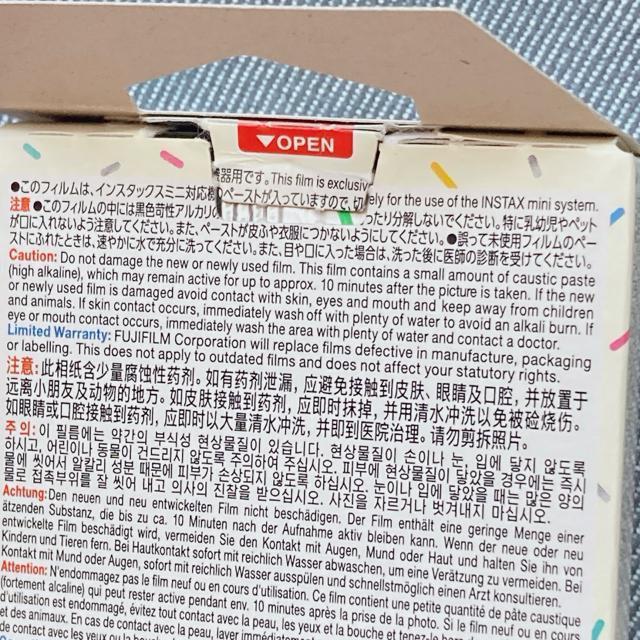 ▼OPEN
●このフィルムは、インスタックスミニ対応機器用です。This film is exclusively for the use of the INSTAX mini system.
注意 ●このフィルムの中には黒色苛性アルカリのペーストが入っていますので、切ったり分解しないでください。特に乳幼児やペット
が口に入れないよう注意してください。また、ペーストが皮ふや衣服につかないようにしてください。●誤って未使用フィルムのペー
ストにふれたときは、速やかに水で充分に洗ってください。また、目や口に入った場合は、洗った後に医師の診断を受けてください。
Caution: Do not damage the new or newly used film. This film contains a small amount of caustic paste
(high alkaline), which may remain active for up to approx. 10 minutes after the picture is taken. If the new
or newly used film is damaged avoid contact with skin, eyes and mouth and keep away from children
and animals. If skin contact occurs, immediately wash off with plenty of water to avoid an alkali burn. If
eye or mouth contact occurs, immediately wash the area with plenty of water and contact a doctor.
Limited Warranty: FUJIFILM Corporation will replace films defective in manufacture, packaging
or labelling. This does not apply to outdated films and does not affect your statutory rights.
注意: 此相纸含少量腐蚀性药剂。如有药剂泄漏，应避免接触到皮肤、眼睛及口腔，并放置于
远离小朋友及动物的地方。如皮肤接触到药剂，应即时抹掉，并用清水冲洗以免被硷烧伤。
如眼睛或口腔接触到药剂，应即时以大量清水冲洗，并即到医院治理。请勿剪拆照片。
주 의: 이 필름에는 약간의 부식성 현상물질이 있습니다. 현상물질이 손이나 눈, 입에 닿지 않도록
하시고, 어린이나 동물이 건드리지 않도록 주의하여 주십시오. 피부에 현상물질이 닿았을 경우에는 즉시
물에 씻어서 알칼리 성분 때문에 피부가 손상되지 않도록 하십시오. 눈이나 입에 닿았을 때는 많은 양의
물로 접촉부위를 잘 씻어 내고 의사의 진찰을 받으십시오. 사진을 자르거나 벗겨내지 마십시오.
Achtung: Den neuen und neu entwickelten Film nicht beschädigen. Der Film enthält eine geringe Menge einer
ätzenden Substanz, die bis zu ca. 10 Minuten nach der Aufnahme aktiv bleiben kann. Wenn der neue oder neu
entwickelte Film beschädigt wird, vermeiden Sie den Kontakt mit Augen, Mund oder Haut und halten Sie ihn von
Kindern und Tieren fern. Bei Hautkontakt sofort mit reichlich Wasser abwaschen, um eine Verätzung zu vermeiden. Bei
Kontakt mit Mund oder Augen, sofort mit reichlich Wasser ausspülen und schnellstmöglich einen Arzt konsultieren.
Attention: N'endommagez pas le film neuf ou en cours d'utilisation. Ce film contient une petite quantité de pâte caustique
(fortement alcaline) qui peut rester active pendant env. 10 minutes après la prise de la photo. Si le film neuf ou en cours
d'utilisation est endommagé, évitez tout contact avec la peau, les yeux et la bouche et tenez-le hors
et des animaux. En cas de contact avec la peau, laver immédiatement
de contact avec les yeux ou la